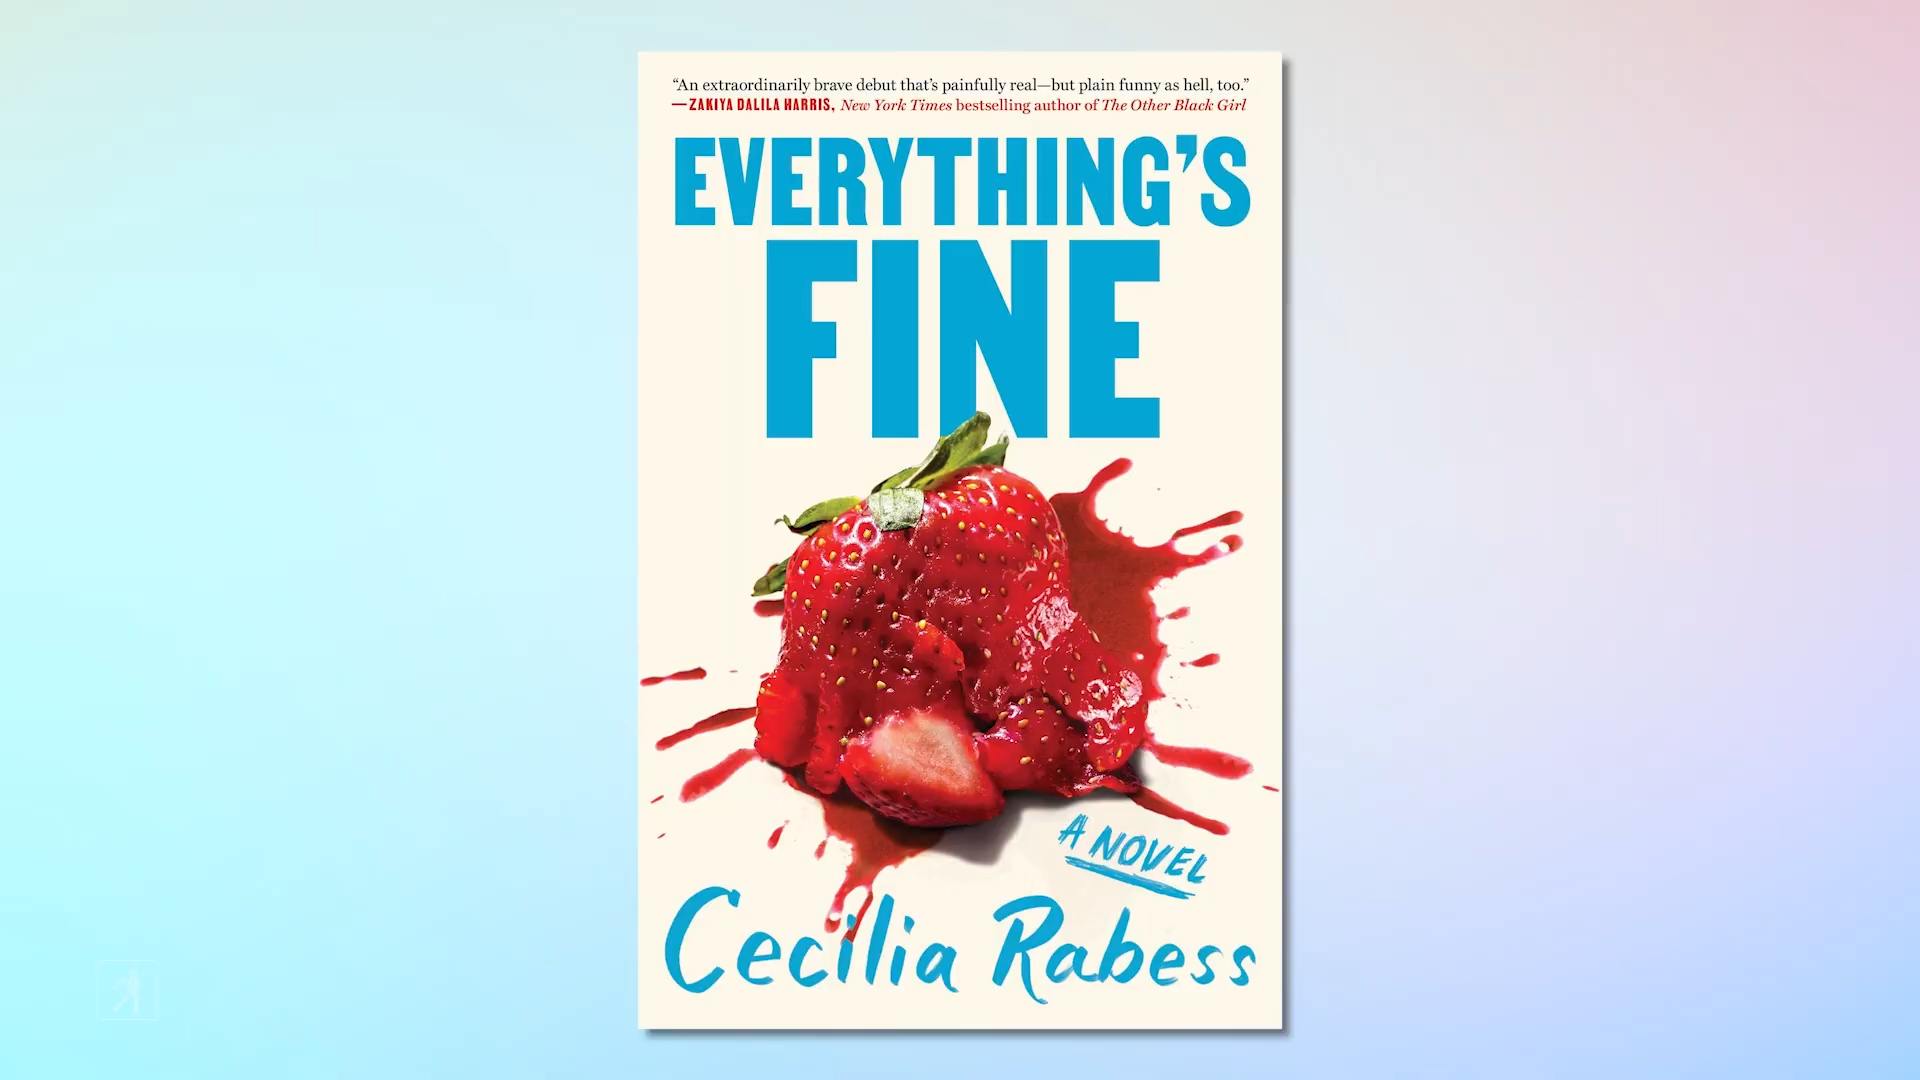 “An extraordinarily brave debut that’s painfully real—but plain funny as hell, too.”
—ZAKIYA DALILA HARRIS, New York Times bestselling author of The Other Black Girl
EVERYTHING’S
FINE
A NOVEL
Cecilia Rabess